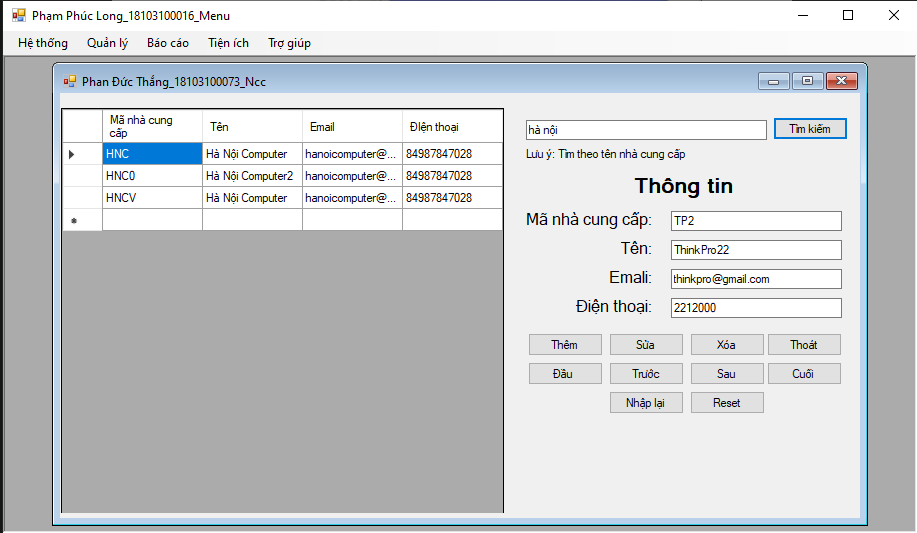 Phạm Phúc Long_18103100016_Menu
Hệ thống Quản lý Báo cáo Tiện ích Trợ giúp
Phan Đức Thắng_18103100073_Ncc
Mã nhà cung cấp Tên Email Điện thoại
HNC Hà Nội Computer hanoicomputer@... 84987847028
HNC0 Hà Nội Computer2 hanoicomputer@... 84987847028
HNCV Hà Nội Computer hanoicomputer@... 84987847028
hà nội Tìm kiếm
Lưu ý: Tìm theo tên nhà cung cấp
Thông tin
Mã nhà cung cấp: TP2
Tên: ThinkPro22
Emali: thinkpro@gmail.com
Điện thoại: 2212000
Thêm Sửa Xóa Thoát
Đầu Trước Sau Cuối
Nhập lại Reset